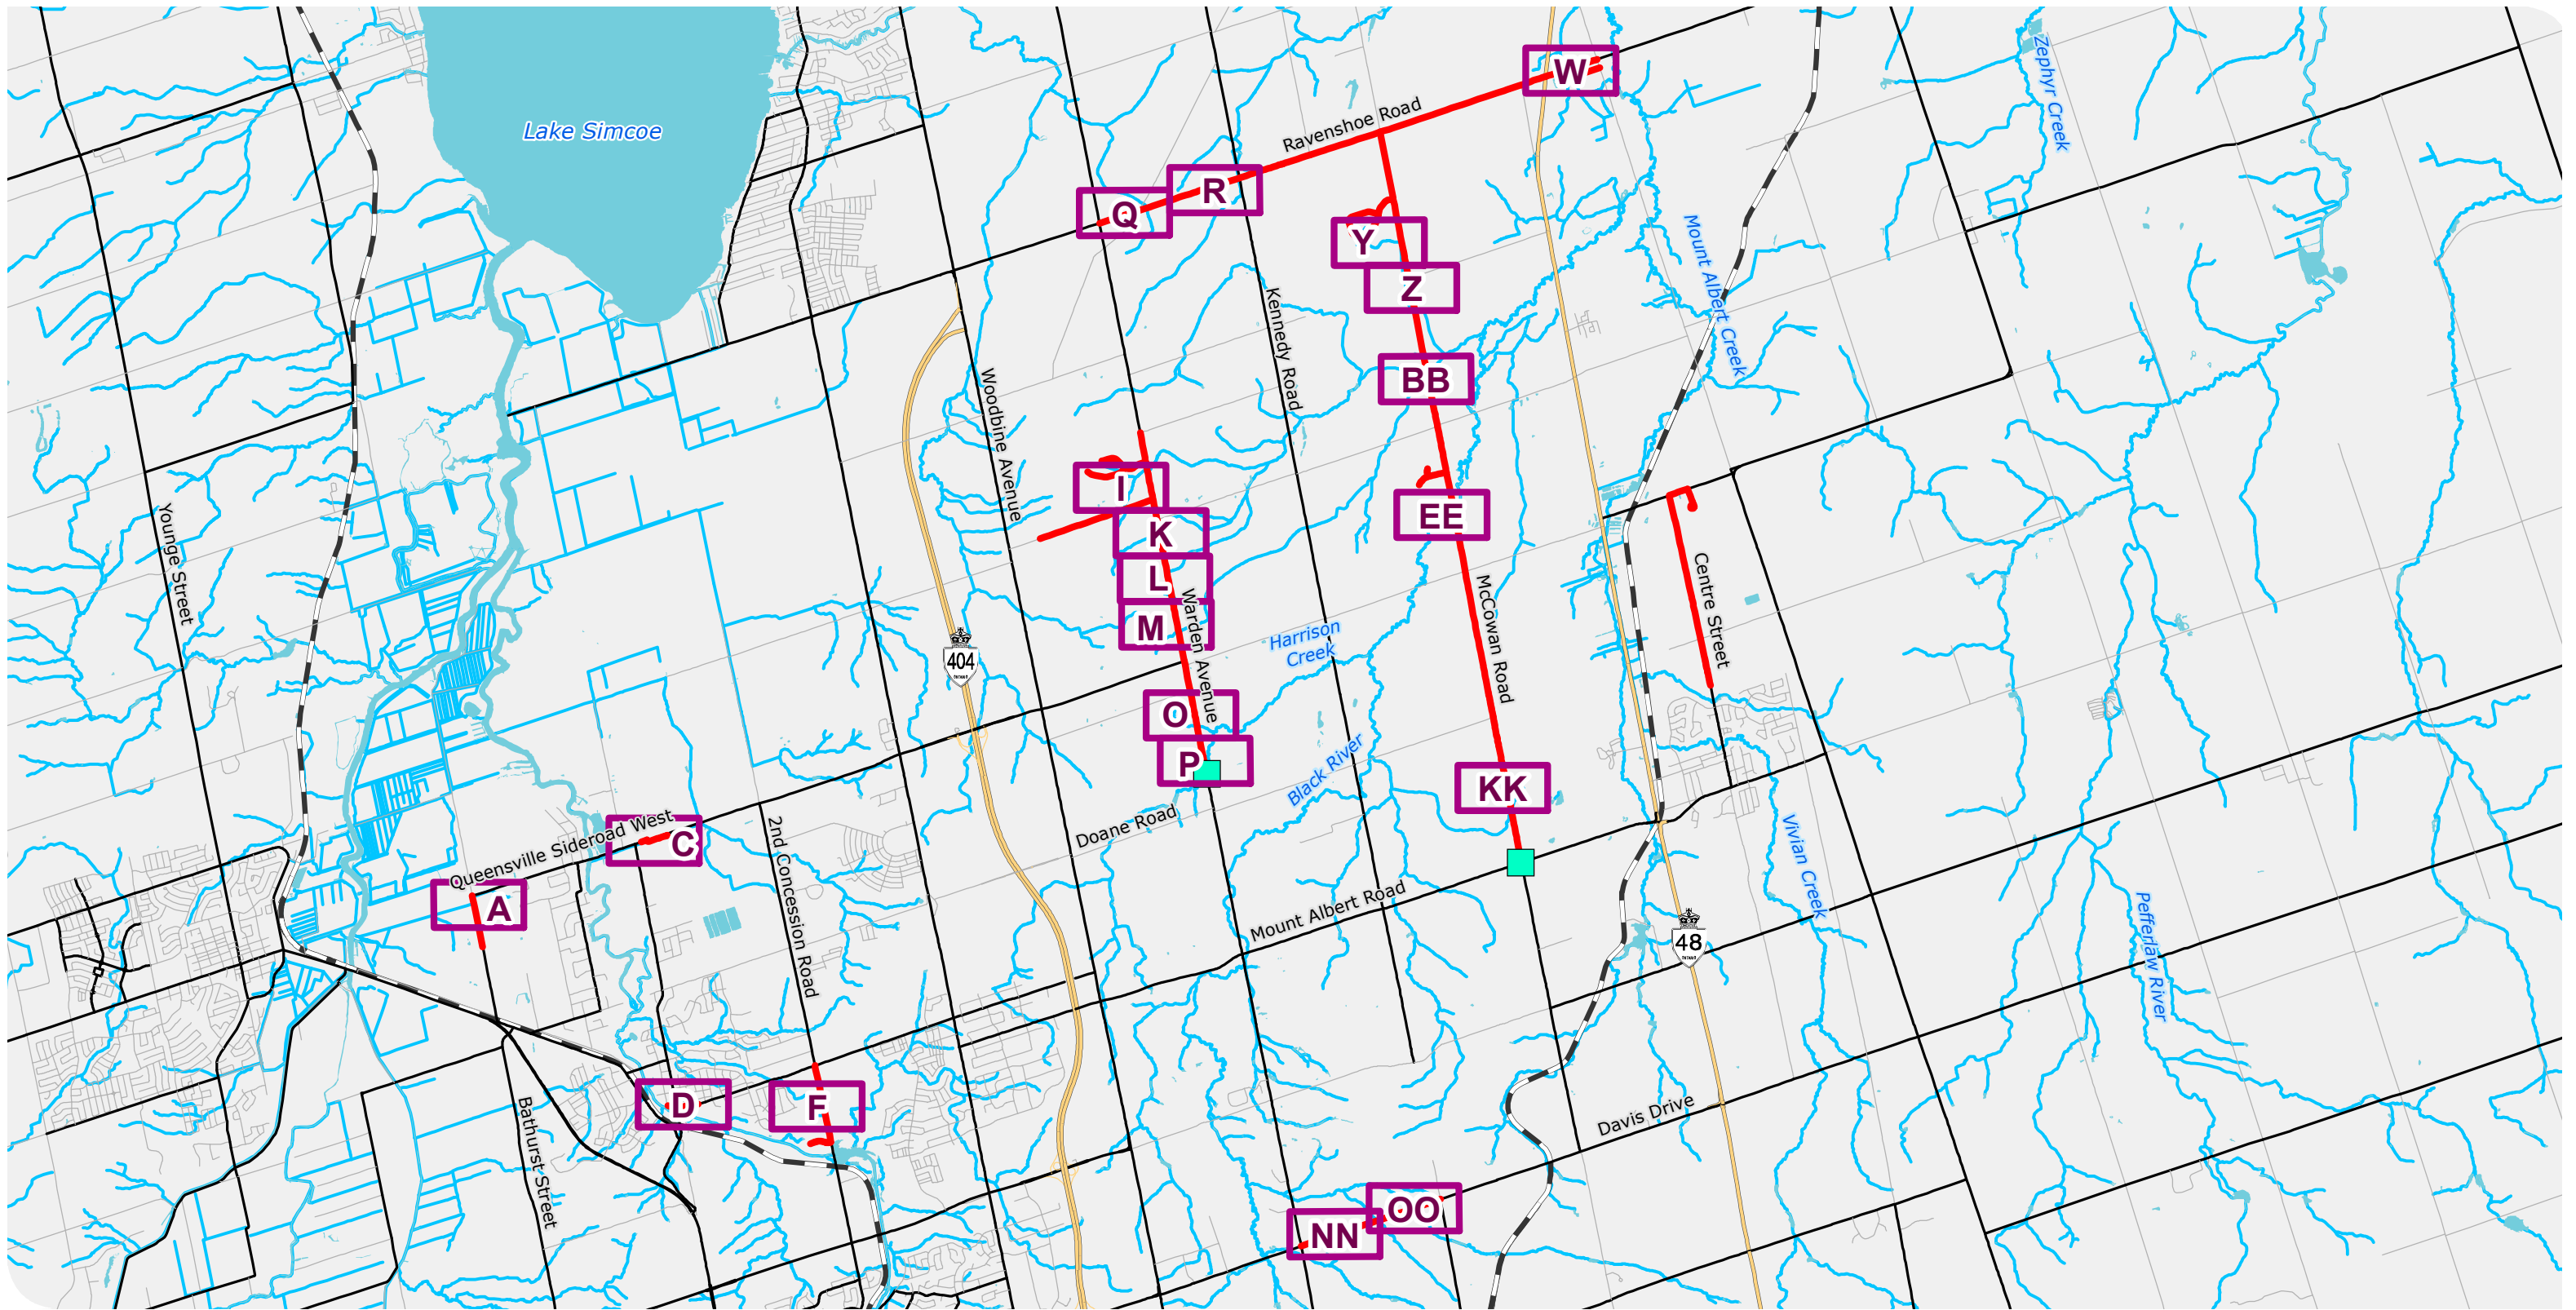 Zephyr Creek
W
Lake Simcoe
Ravenshoe Road
R
Q
Mount Albert Creek
Y
Z
Kennedy Road
Woodbine Avenue
BB
I
EE
K
Younge Street
L
Centre Street
McCowan Road
Warden Avenue
M
Harrison
Creek
404
O
Black River
P
KK
Doane Road
Queensville Sideroad West
C
2nd Concession Road
Vivian Creek
A
Mount Albert Road
Pefferlaw River
48
D
F
Bathurst Street
Davis Drive
OO
NN